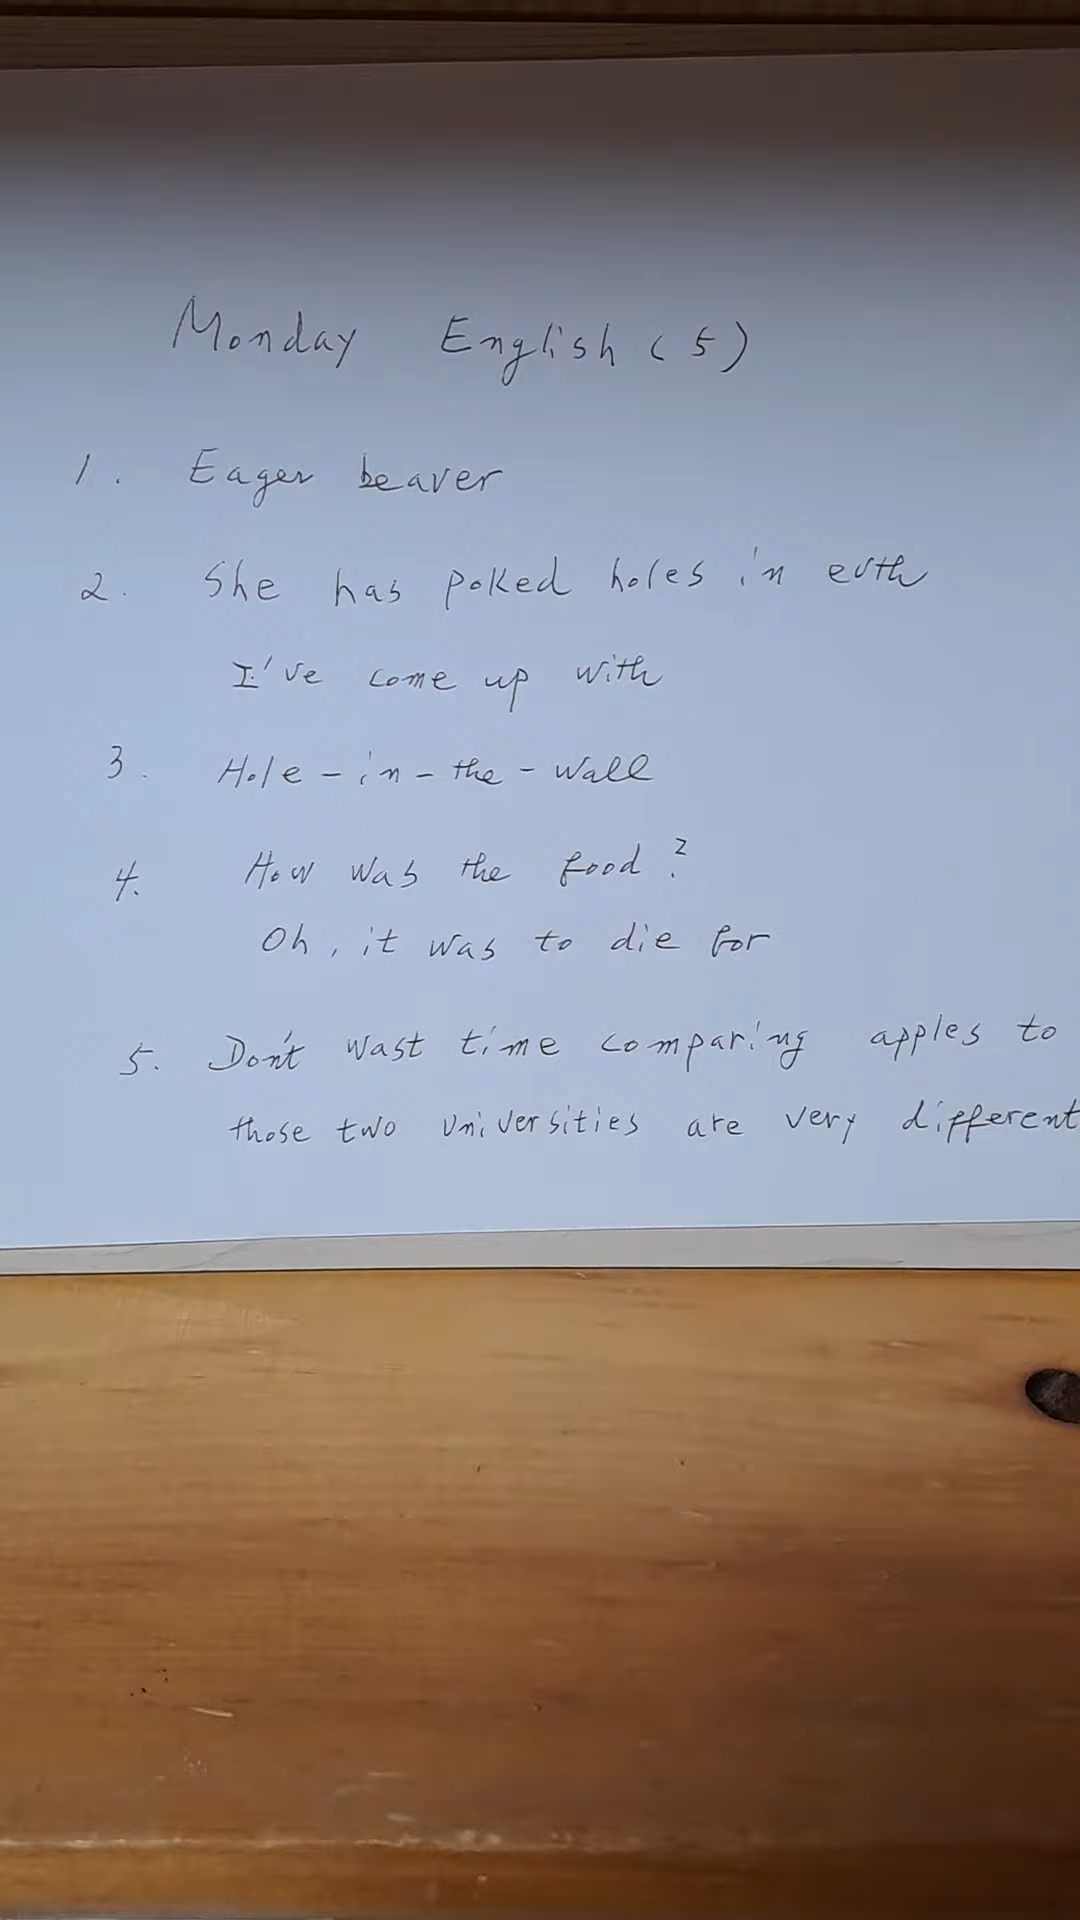 Monday English (5)
1. Eager beaver
2. She has poked holes in evth
I've come up with
3. Hole-in-the-wall
4. How was the food?
Oh, it was to die for
5. Don't wast time comparing apples to
those two universities are very different